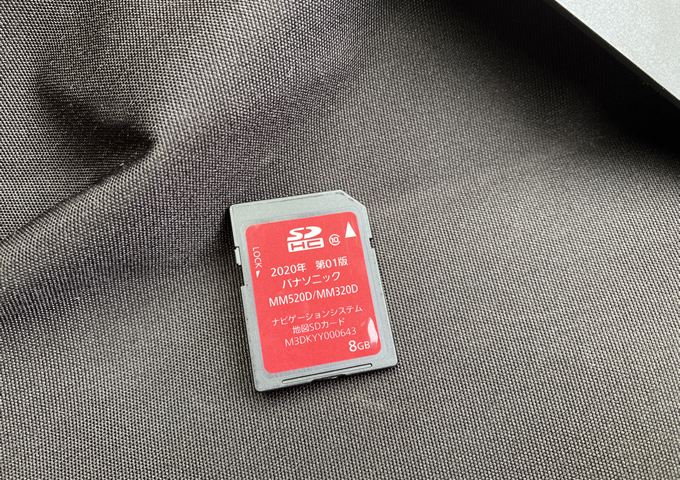 SD
HC 10
LOCK
2020年 第01版
パナソニック
MM520D/MM320D
ナビゲーションシステム
地図SDカード
M3DKYY000643
8GB